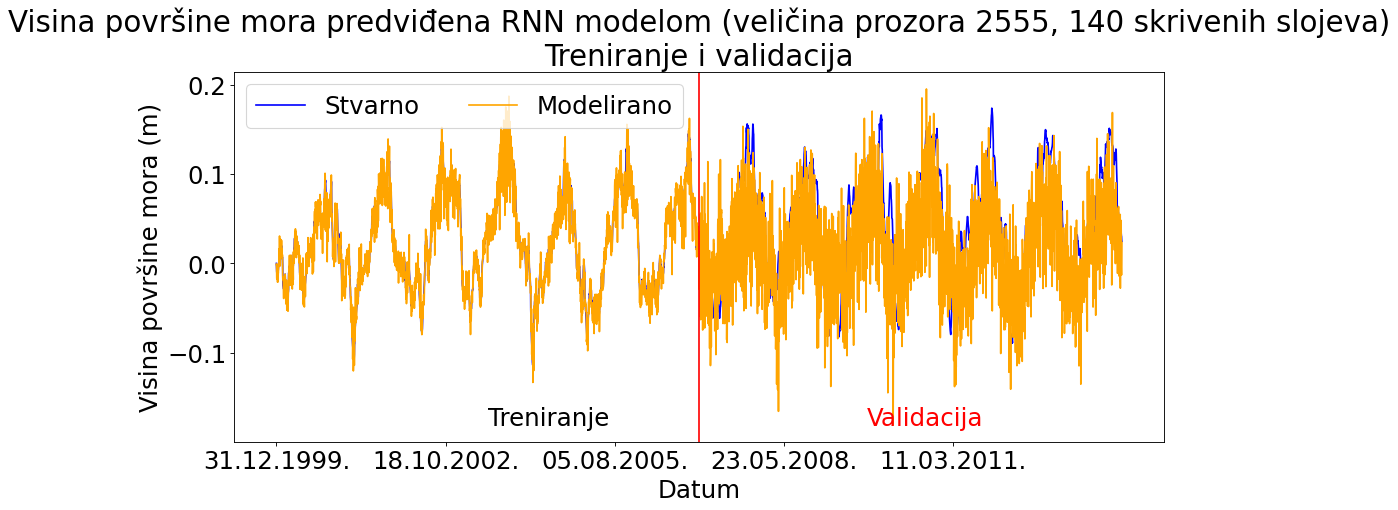 Visina površine mora predviđena RNN modelom (veličina prozora 2555, 140 skrivenih slojeva)
Treniranje i validacija
Stvarno
Modelirano
Visina površine mora (m)
0.2
0.1
0.0
−0.1
Treniranje
Validacija
31.12.1999.
18.10.2002.
05.08.2005.
23.05.2008.
11.03.2011.
Datum